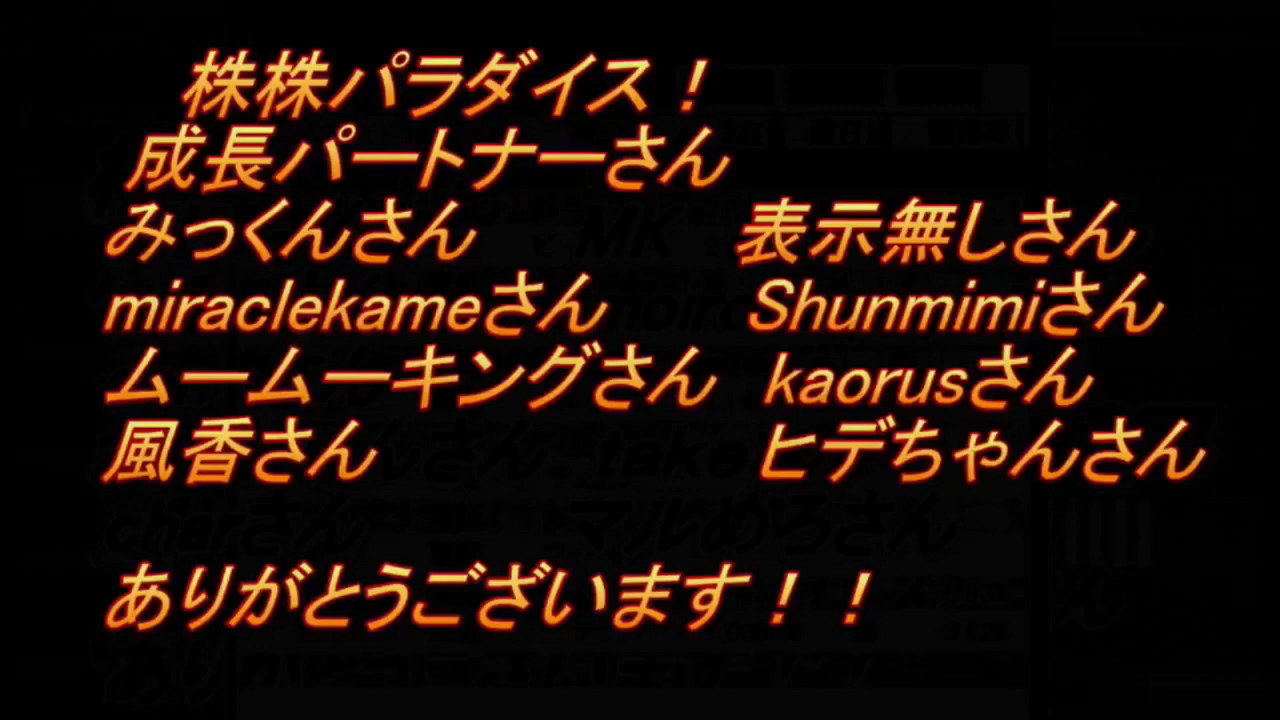 株株パラダイス！
成長パートナーさん
みっくんさん　表示無しさん
miraclekameさん　Shunmimiさん
ムームーキングさん　kaorusさん
風香さん　ヒデちゃんさん
ありがとうございます！！